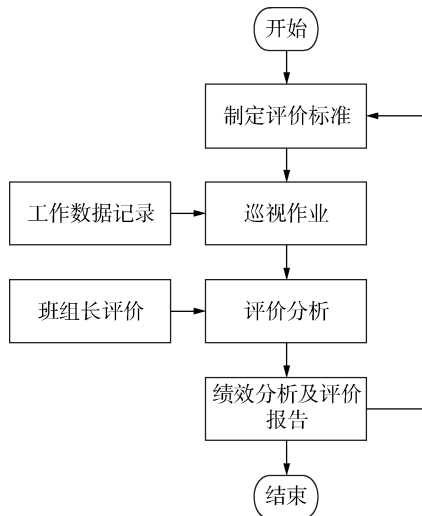 开始
制定评价标准
工作数据记录
巡视作业
班组长评价
评价分析
绩效分析及评价
报告
结束